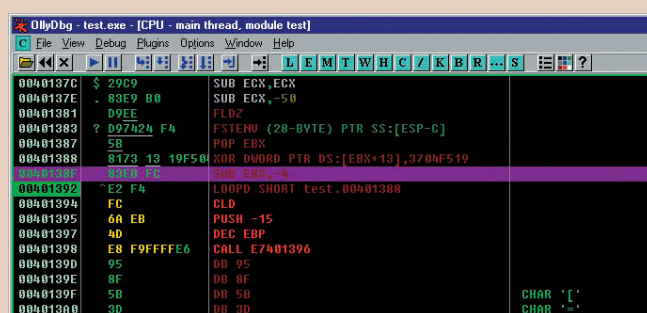 OllyDbg - test.exe - [CPU - main thread, module test]
C File View Debug Plugins Options Window Help
L E M T W H C / K B R ... S ?
0040137C $ 29C9 SUB ECX,ECX
0040137E . 83E9 B0 SUB ECX,-50
00401381 D9EE FLDZ
00401383 ? D97424 F4 FSTENV (28-BYTE) PTR SS:[ESP-C]
00401387 5B POP EBX
00401388 8173 13 19F504 XOR DWORD PTR DS:[EBX+13],3704F519
0040138F 83EB FC SUB EBX,-4
00401392 ^E2 F4 LOOPD SHORT test.00401388
00401394 FC CLD
00401395 6A EB PUSH -15
00401397 4D DEC EBP
00401398 E8 F9FFFFE6 CALL E7401396
0040139D 95 DB 95
0040139E 8F DB 8F
0040139F 5B DB 5B CHAR '['
004013A0 3D DB 3D CHAR '='